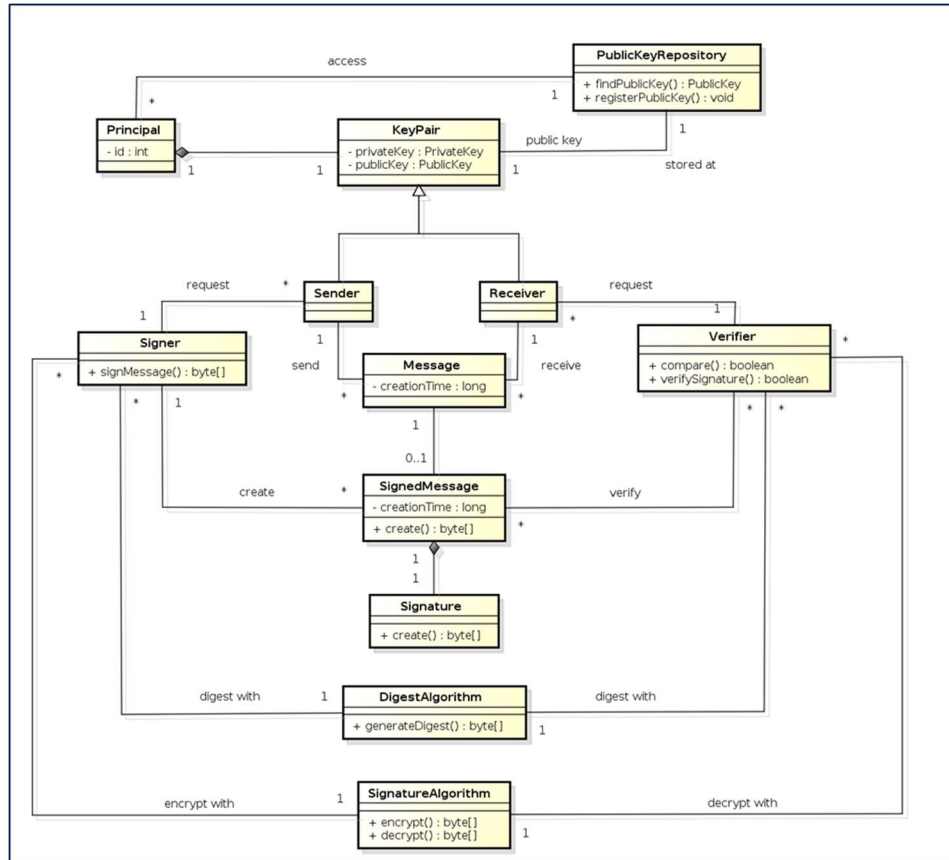 PublicKeyRepository
+ findPublicKey() : PublicKey
+ registerPublicKey() : void
access
*
1
Principal
- id : int
1
1
KeyPair
- privateKey : PrivateKey
- publicKey : PublicKey
public key
1
1
stored at
request
*
Sender
Receiver
request
1
1
1
*
1
Signer
+ signMessage() : byte[]
*
*
1
send
*
Message
- creationTime : long
*
receive
Verifier
+ compare() : boolean
+ verifySignature() : boolean
*
*
*
1
0..1
create
*
SignedMessage
- creationTime : long
+ create() : byte[]
verify
*
1
1
Signature
+ create() : byte[]
digest with
1
DigestAlgorithm
+ generateDigest() : byte[]
digest with
1
encrypt with
1
SignatureAlgorithm
+ encrypt() : byte[]
+ decrypt() : byte[]
decrypt with
1